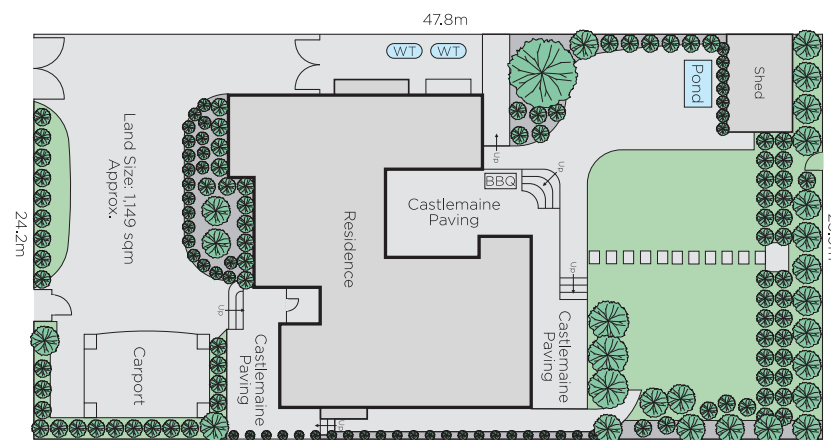 47.8m
WT
WT
Pond
Shed
Up
Up
BBQ
Castlemaine
Paving
Land Size: 1,149 sqm
Approx.
24.2m
Residence
Up
Up
Castlemaine
Paving
Castlemaine
Paving
Carport
Up